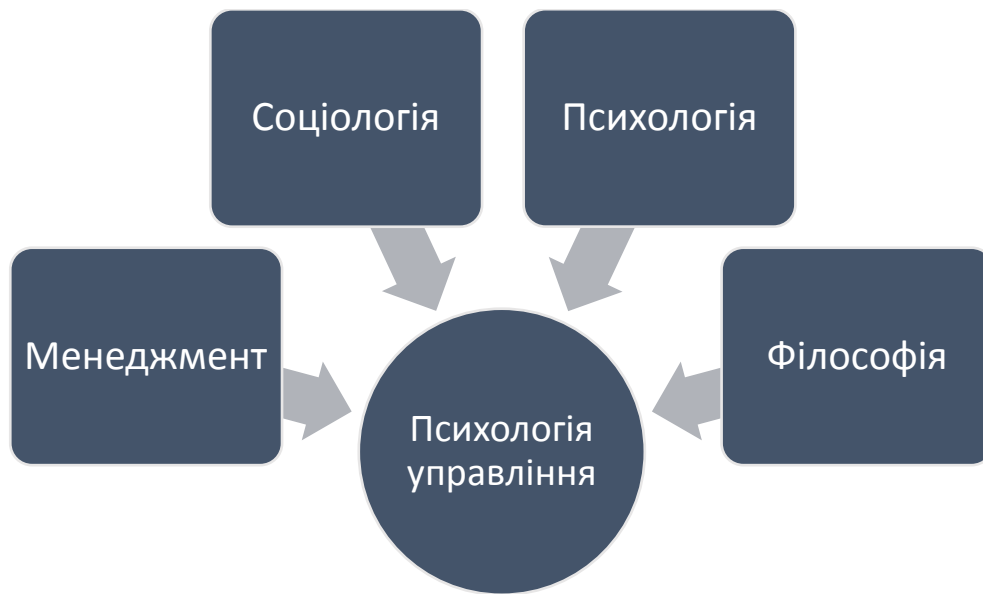 Соціологія
Психологія
Менеджмент
Філософія
Психологія
управління